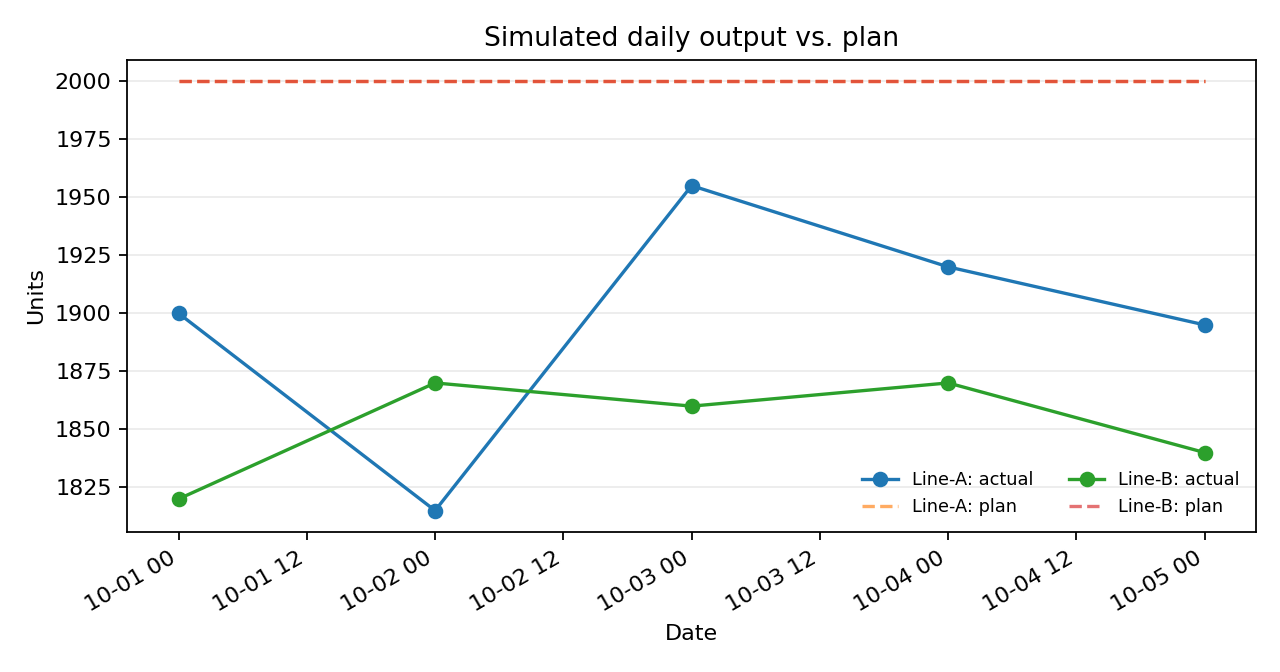 Simulated daily output vs. plan
Units
2000
1975
1950
1925
1900
1875
1850
1825
Line-A: actual
Line-A: plan
Line-B: actual
Line-B: plan
10-01 00
10-01 12
10-02 00
10-02 12
10-03 00
10-03 12
10-04 00
10-04 12
10-05 00
Date